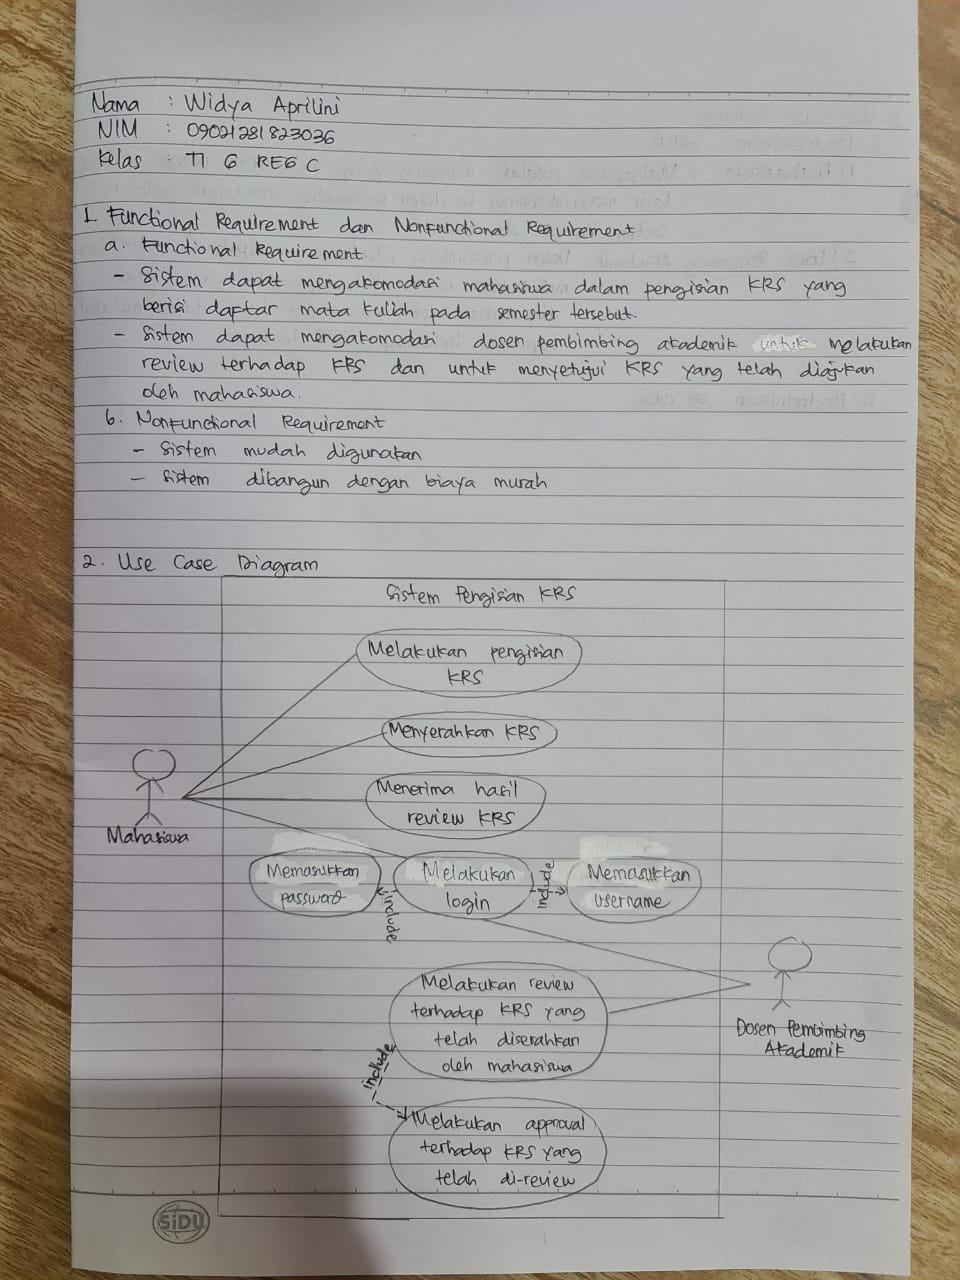 Nama : Widya Aprilini
NIM : 09021281823036
Kelas : TI 6 REG C
1. Functional Requirement dan Nonfunctional Requirement
a. Functional Requirement
- Sistem dapat mengakomodasi mahasiswa dalam pengisian KRS yang
berisi daptar mata kuliah pada semester tersebut.
- Sistem dapat mengakomodasi dosen pembimbing akademik untuk melakukan
review terhadap KRS dan untuk menyetujui KRS yang telah diajukan
oleh mahasiswa.
b. Nonfunctional Requirement
- Sistem mudah digunakan
- Sistem dibangun dengan biaya murah
2. Use Case Diagram
Sistem Pengisian KRS
Melakukan pengisian
KRS
Menyerahkan KRS
Menerima hasil
review KRS
Mahasiswa
Memasukkan
password
include
Melakukan
login
include
Memasukkan
username
Melakukan review
terhadap KRS yang
telah diserahkan
oleh mahasiswa
Dosen Pembimbing
Akademik
include
Melakukan approval
terhadap KRS yang
telah di-review
SIDU